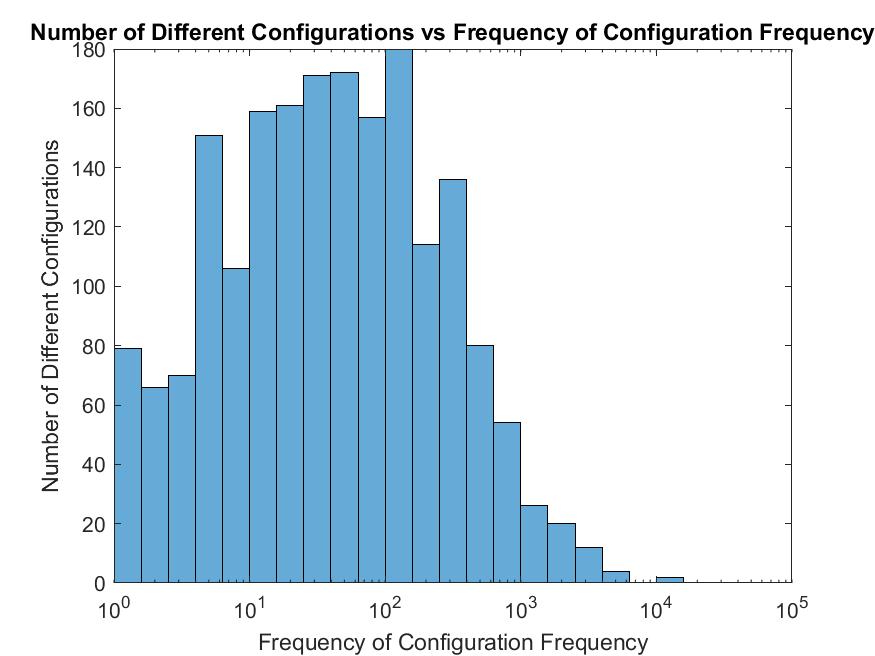 Number of Different Configurations vs Frequency of Configuration Frequency
180
160
140
120
100
80
60
40
20
0
Number of Different Configurations
10^0 10^1 10^2 10^3 10^4 10^5
Frequency of Configuration Frequency